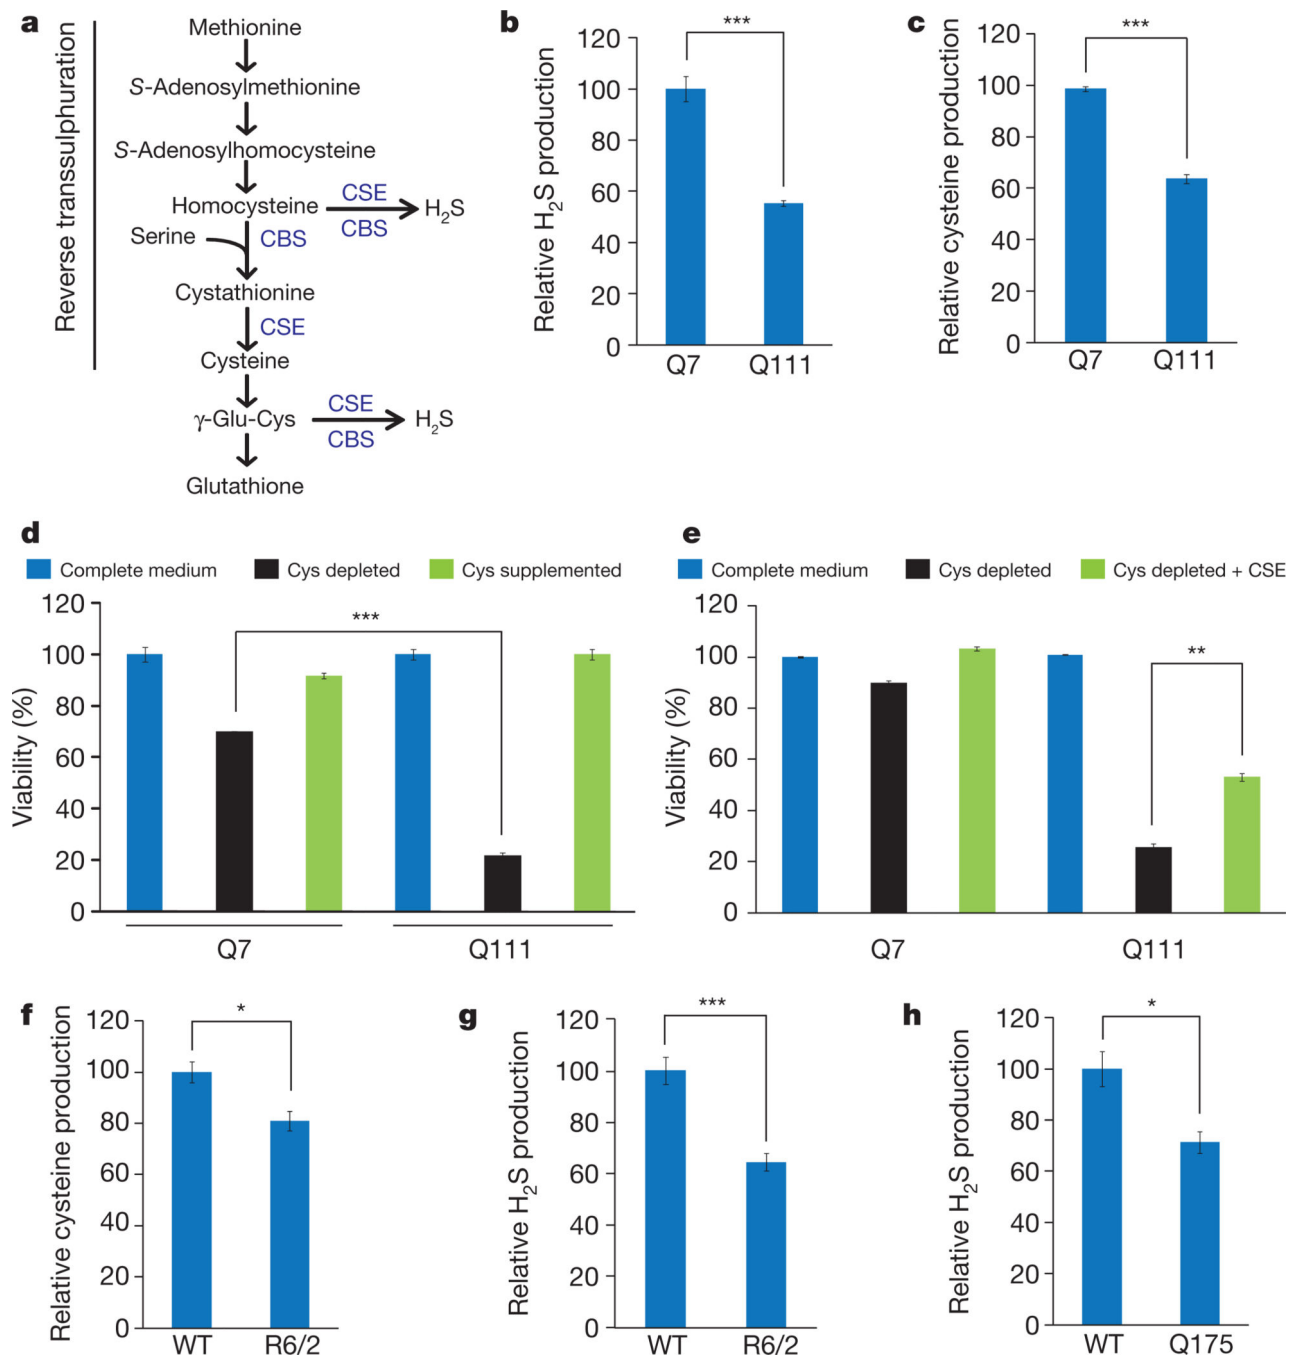 a
Reverse transsulphuration
Methionine
S-Adenosylmethionine
S-Adenosylhomocysteine
Homocysteine
CSE
CBS
H2S
Serine
CBS
Cystathionine
CSE
Cysteine
γ-Glu-Cys
CSE
CBS
H2S
Glutathione
b
Relative H2S production
120
100
80
60
40
20
0
***
Q7
Q111
c
Relative cysteine production
120
100
80
60
40
20
0
***
Q7
Q111
d
Complete medium
Cys depleted
Cys supplemented
Viability (%)
120
100
80
60
40
20
0
***
Q7
Q111
e
Complete medium
Cys depleted
Cys depleted + CSE
Viability (%)
120
100
80
60
40
20
0
**
Q7
Q111
f
Relative cysteine production
120
100
80
60
40
20
0
*
WT
R6/2
g
Relative H2S production
120
100
80
60
40
20
0
***
WT
R6/2
h
Relative H2S production
120
100
80
60
40
20
0
*
WT
Q175